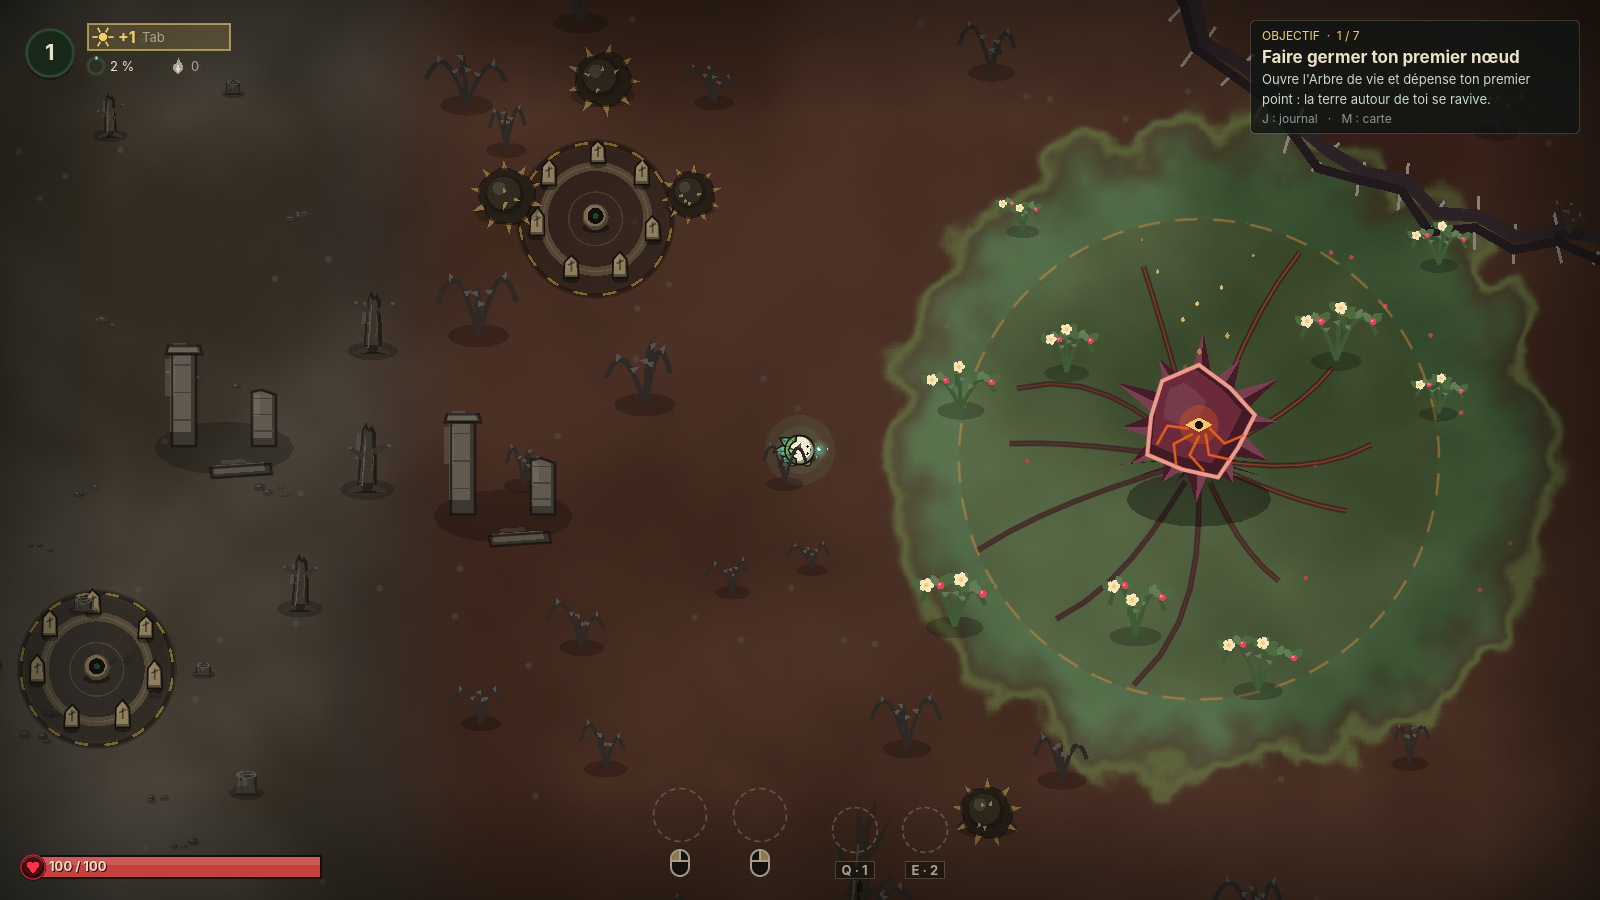 1
+1 Tab
2 %
0
OBJECTIF · 1 / 7
Faire germer ton premier nœud
Ouvre l'Arbre de vie et dépense ton premier
point : la terre autour de toi se ravive.
J : journal · M : carte
100 / 100
Q · 1
E · 2